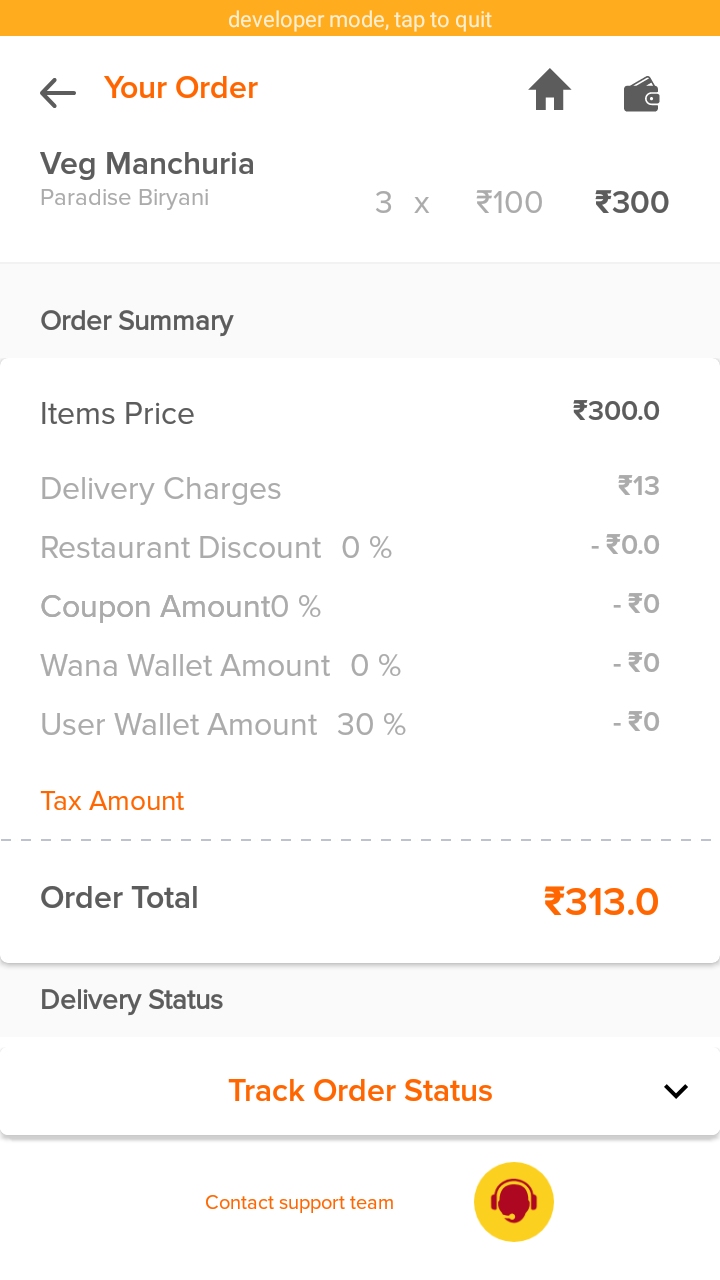 developer mode, tap to quit
Your Order
Veg Manchuria
Paradise Biryani
3 x ₹100 ₹300
Order Summary
Items Price ₹300.0
Delivery Charges ₹13
Restaurant Discount 0 % - ₹0.0
Coupon Amount0 % - ₹0
Wana Wallet Amount 0 % - ₹0
User Wallet Amount 30 % - ₹0
Tax Amount
Order Total ₹313.0
Delivery Status
Track Order Status
Contact support team